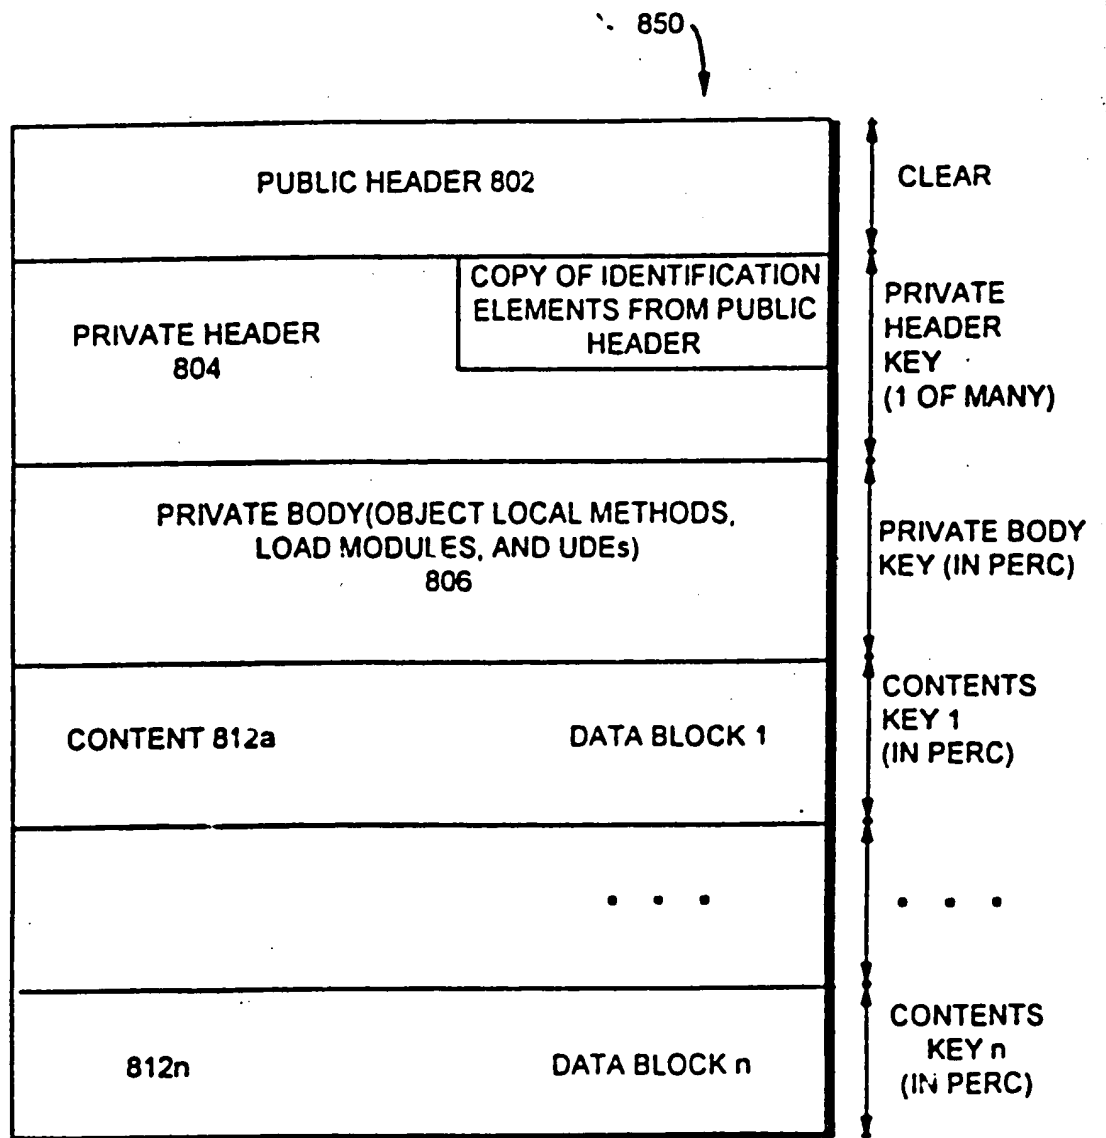 850
PUBLIC HEADER 802
CLEAR
COPY OF IDENTIFICATION
ELEMENTS FROM PUBLIC
HEADER
PRIVATE HEADER
804
PRIVATE
HEADER
KEY
(1 OF MANY)
PRIVATE BODY(OBJECT LOCAL METHODS,
LOAD MODULES, AND UDEs)
806
PRIVATE BODY
KEY (IN PERC)
CONTENT 812a
DATA BLOCK 1
CONTENTS
KEY 1
(IN PERC)
• • •
• • •
812n
DATA BLOCK n
CONTENTS
KEY n
(IN PERC)